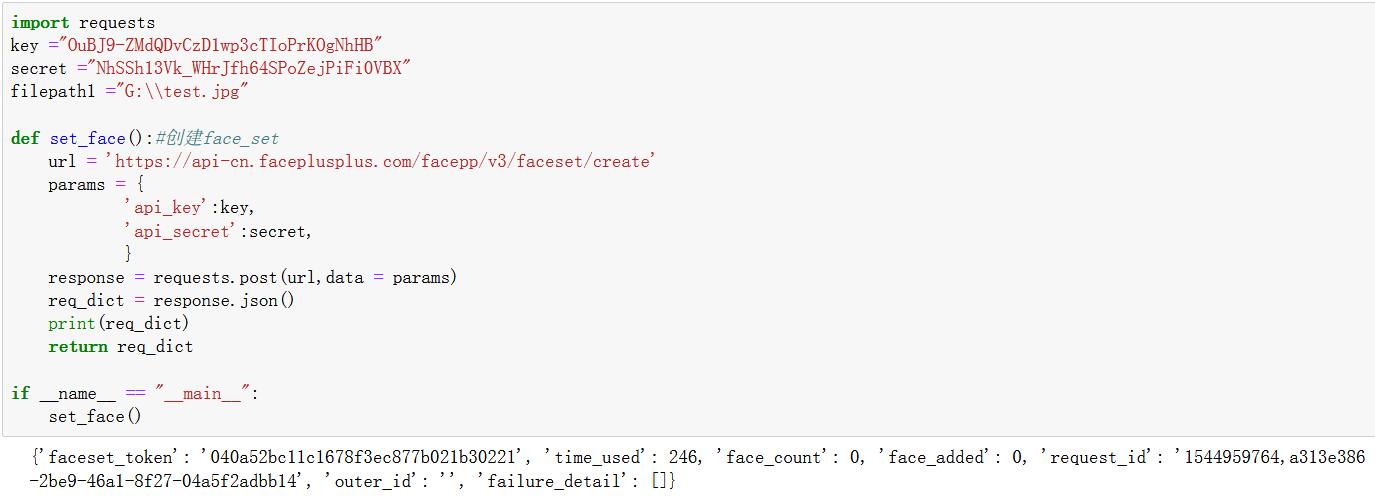 import requests
key ="OuBJ9-ZMdQDvCzD1wp3cTIoPrKOgNhHB"
secret ="NhSSh13Vk_WHrJfh64SPoZejPiFi0VBX"
filepath1 ="G:\\test.jpg"
def set_face():#创建face_set
url = 'https://api-cn.faceplusplus.com/facepp/v3/faceset/create'
params = {
'api_key':key,
'api_secret':secret,
}
response = requests.post(url,data = params)
req_dict = response.json()
print(req_dict)
return req_dict
if __name__ == "__main__":
set_face()
{'faceset_token': '040a52bc11c1678f3ec877b021b30221', 'time_used': 246, 'face_count': 0, 'face_added': 0, 'request_id': '1544959764,a313e386
-2be9-46a1-8f27-04a5f2adbb14', 'outer_id': '', 'failure_detail': []}